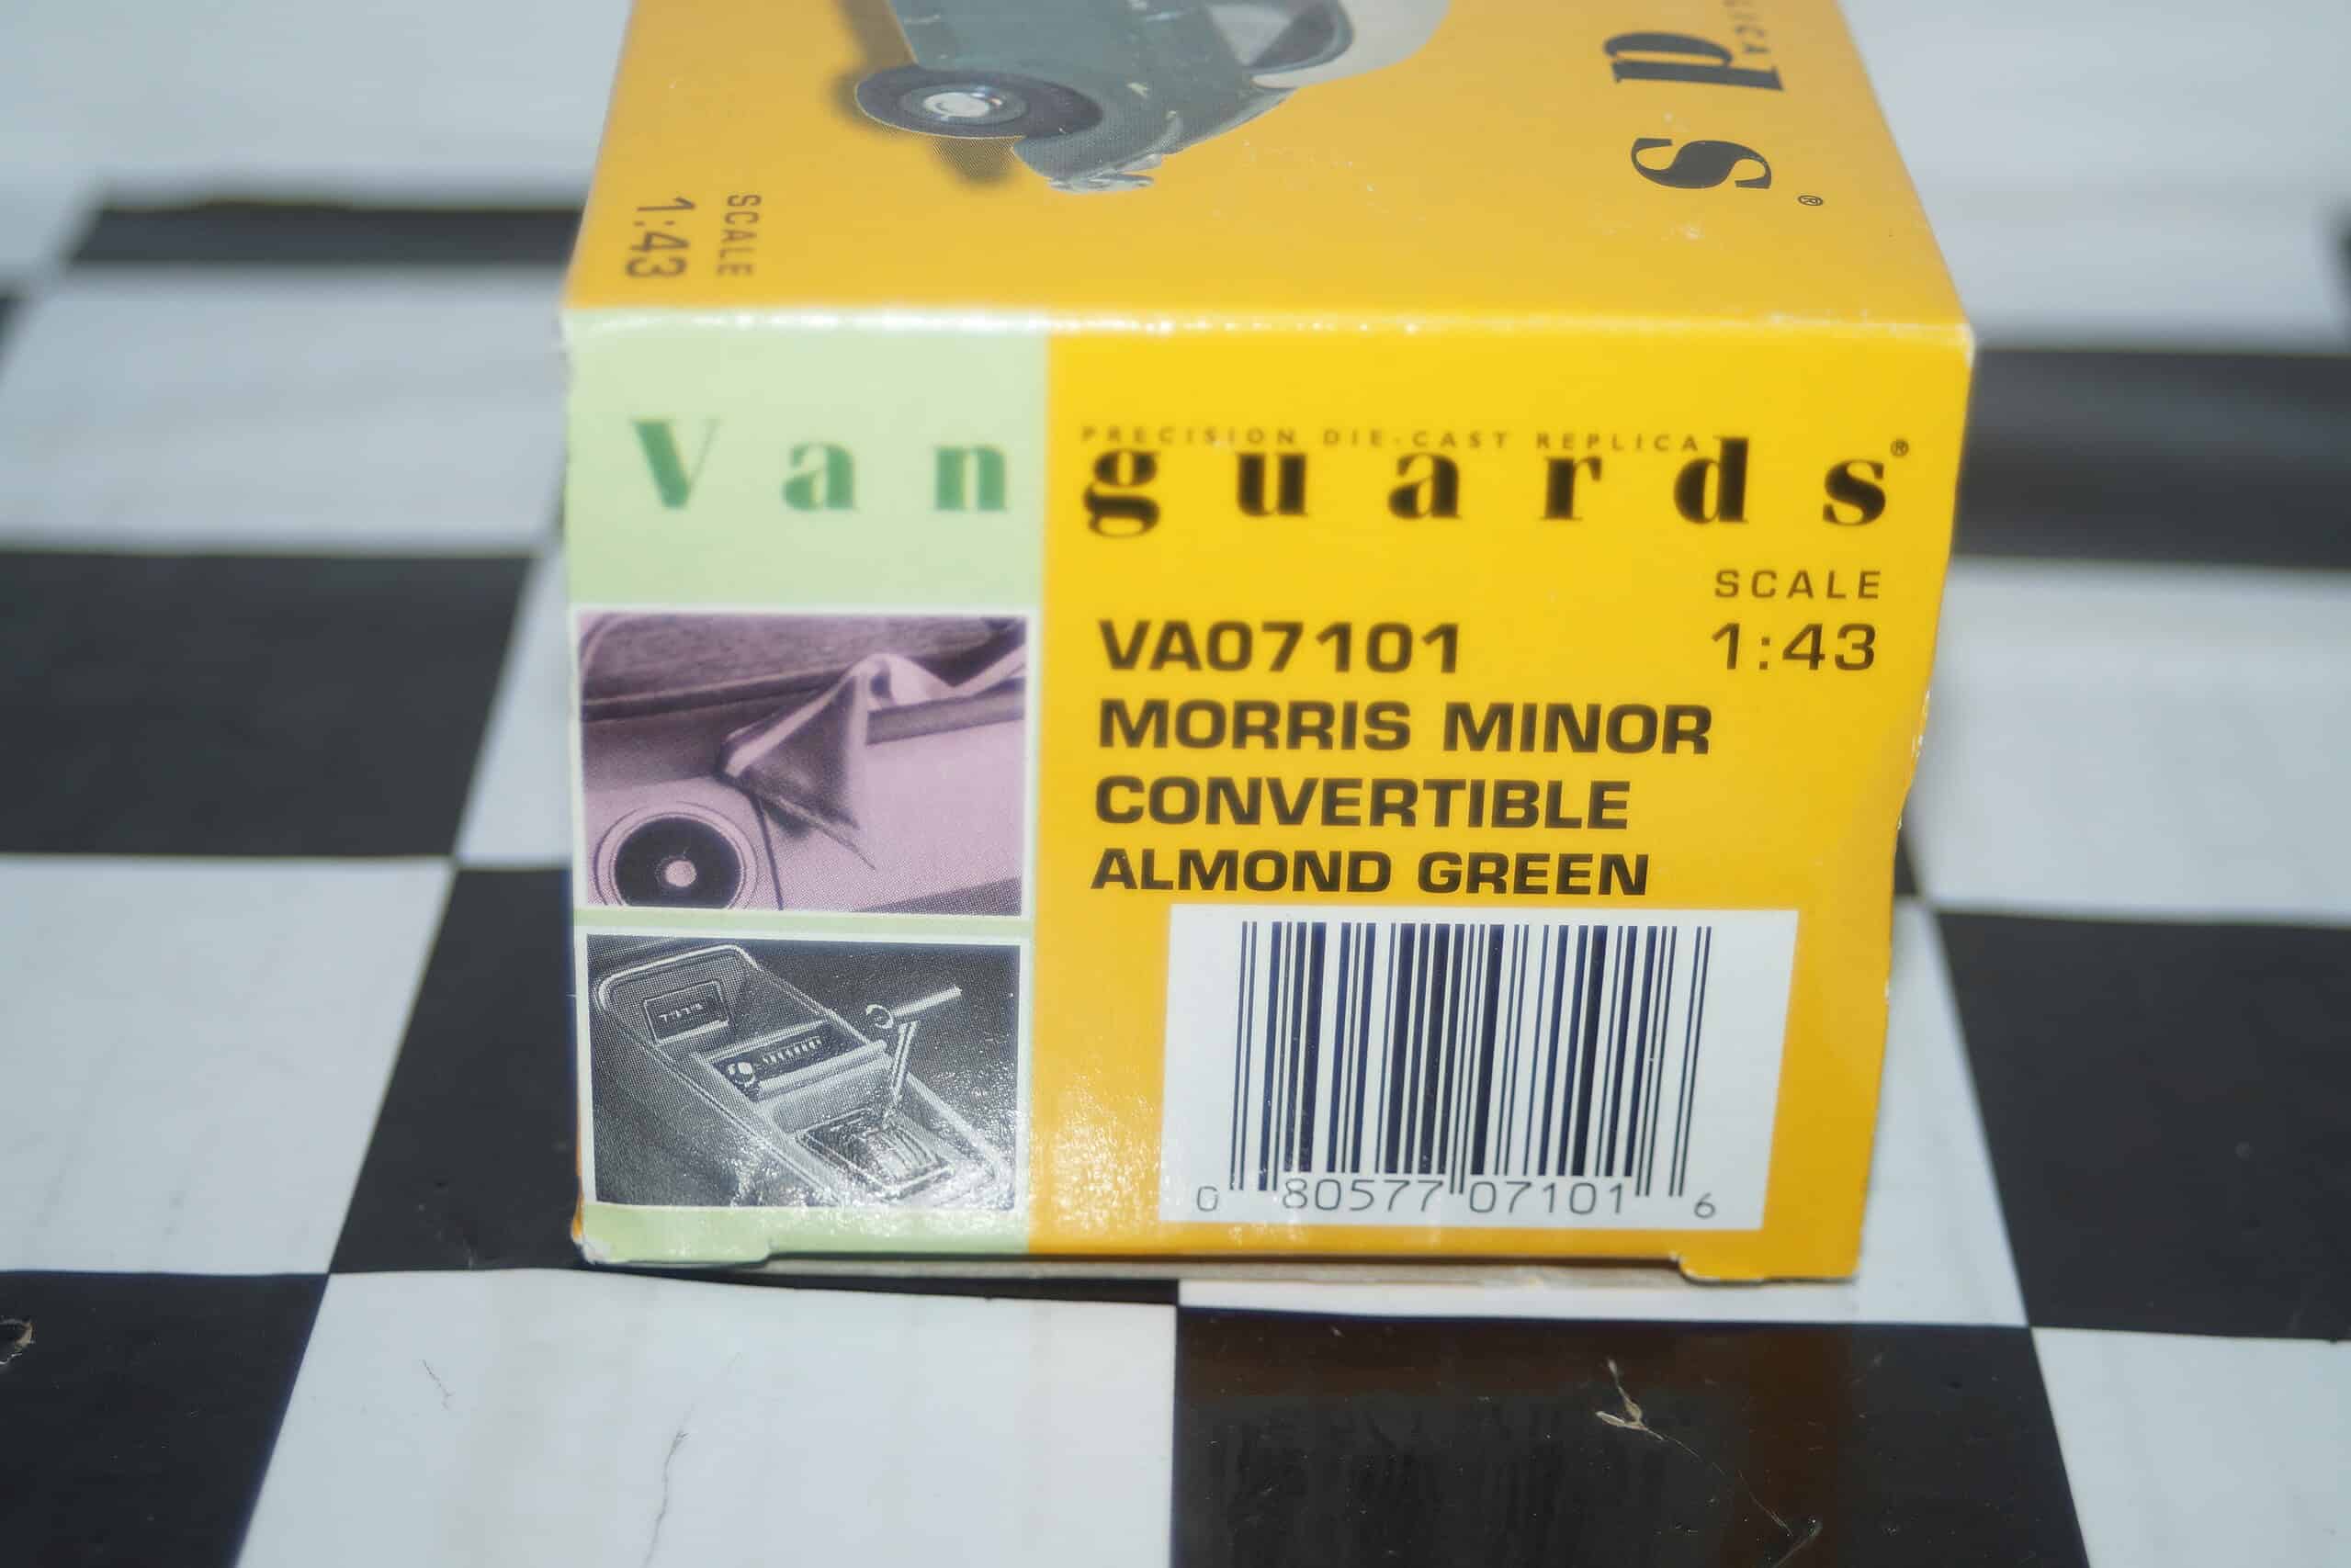 ds®
SCALE
1:43
PRECISION DIE-CAST REPLICA
Vanguards®
SCALE
1:43
VA07101
MORRIS MINOR
CONVERTIBLE
ALMOND GREEN
0 80577 07101 6